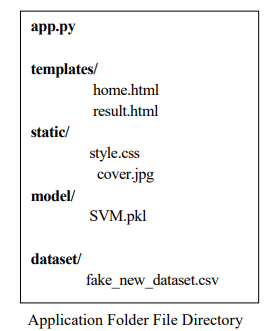 app.py
templates/
home.html
result.html
static/
style.css
cover.jpg
model/
SVM.pkl
dataset/
fake_new_dataset.csv
Application Folder File Directory